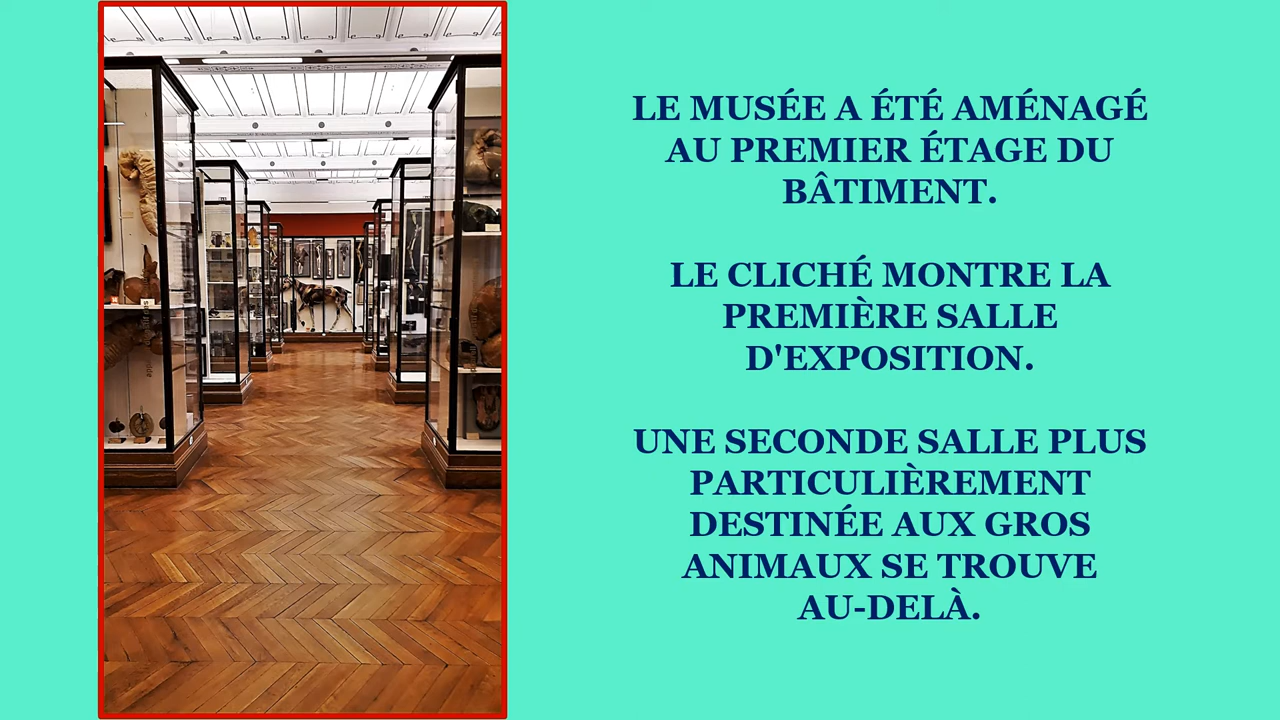 LE MUSÉE A ÉTÉ AMÉNAGÉ
AU PREMIER ÉTAGE DU
BÂTIMENT.
LE CLICHÉ MONTRE LA
PREMIÈRE SALLE
D'EXPOSITION.
UNE SECONDE SALLE PLUS
PARTICULIÈREMENT
DESTINÉE AUX GROS
ANIMAUX SE TROUVE
AU-DELÀ.